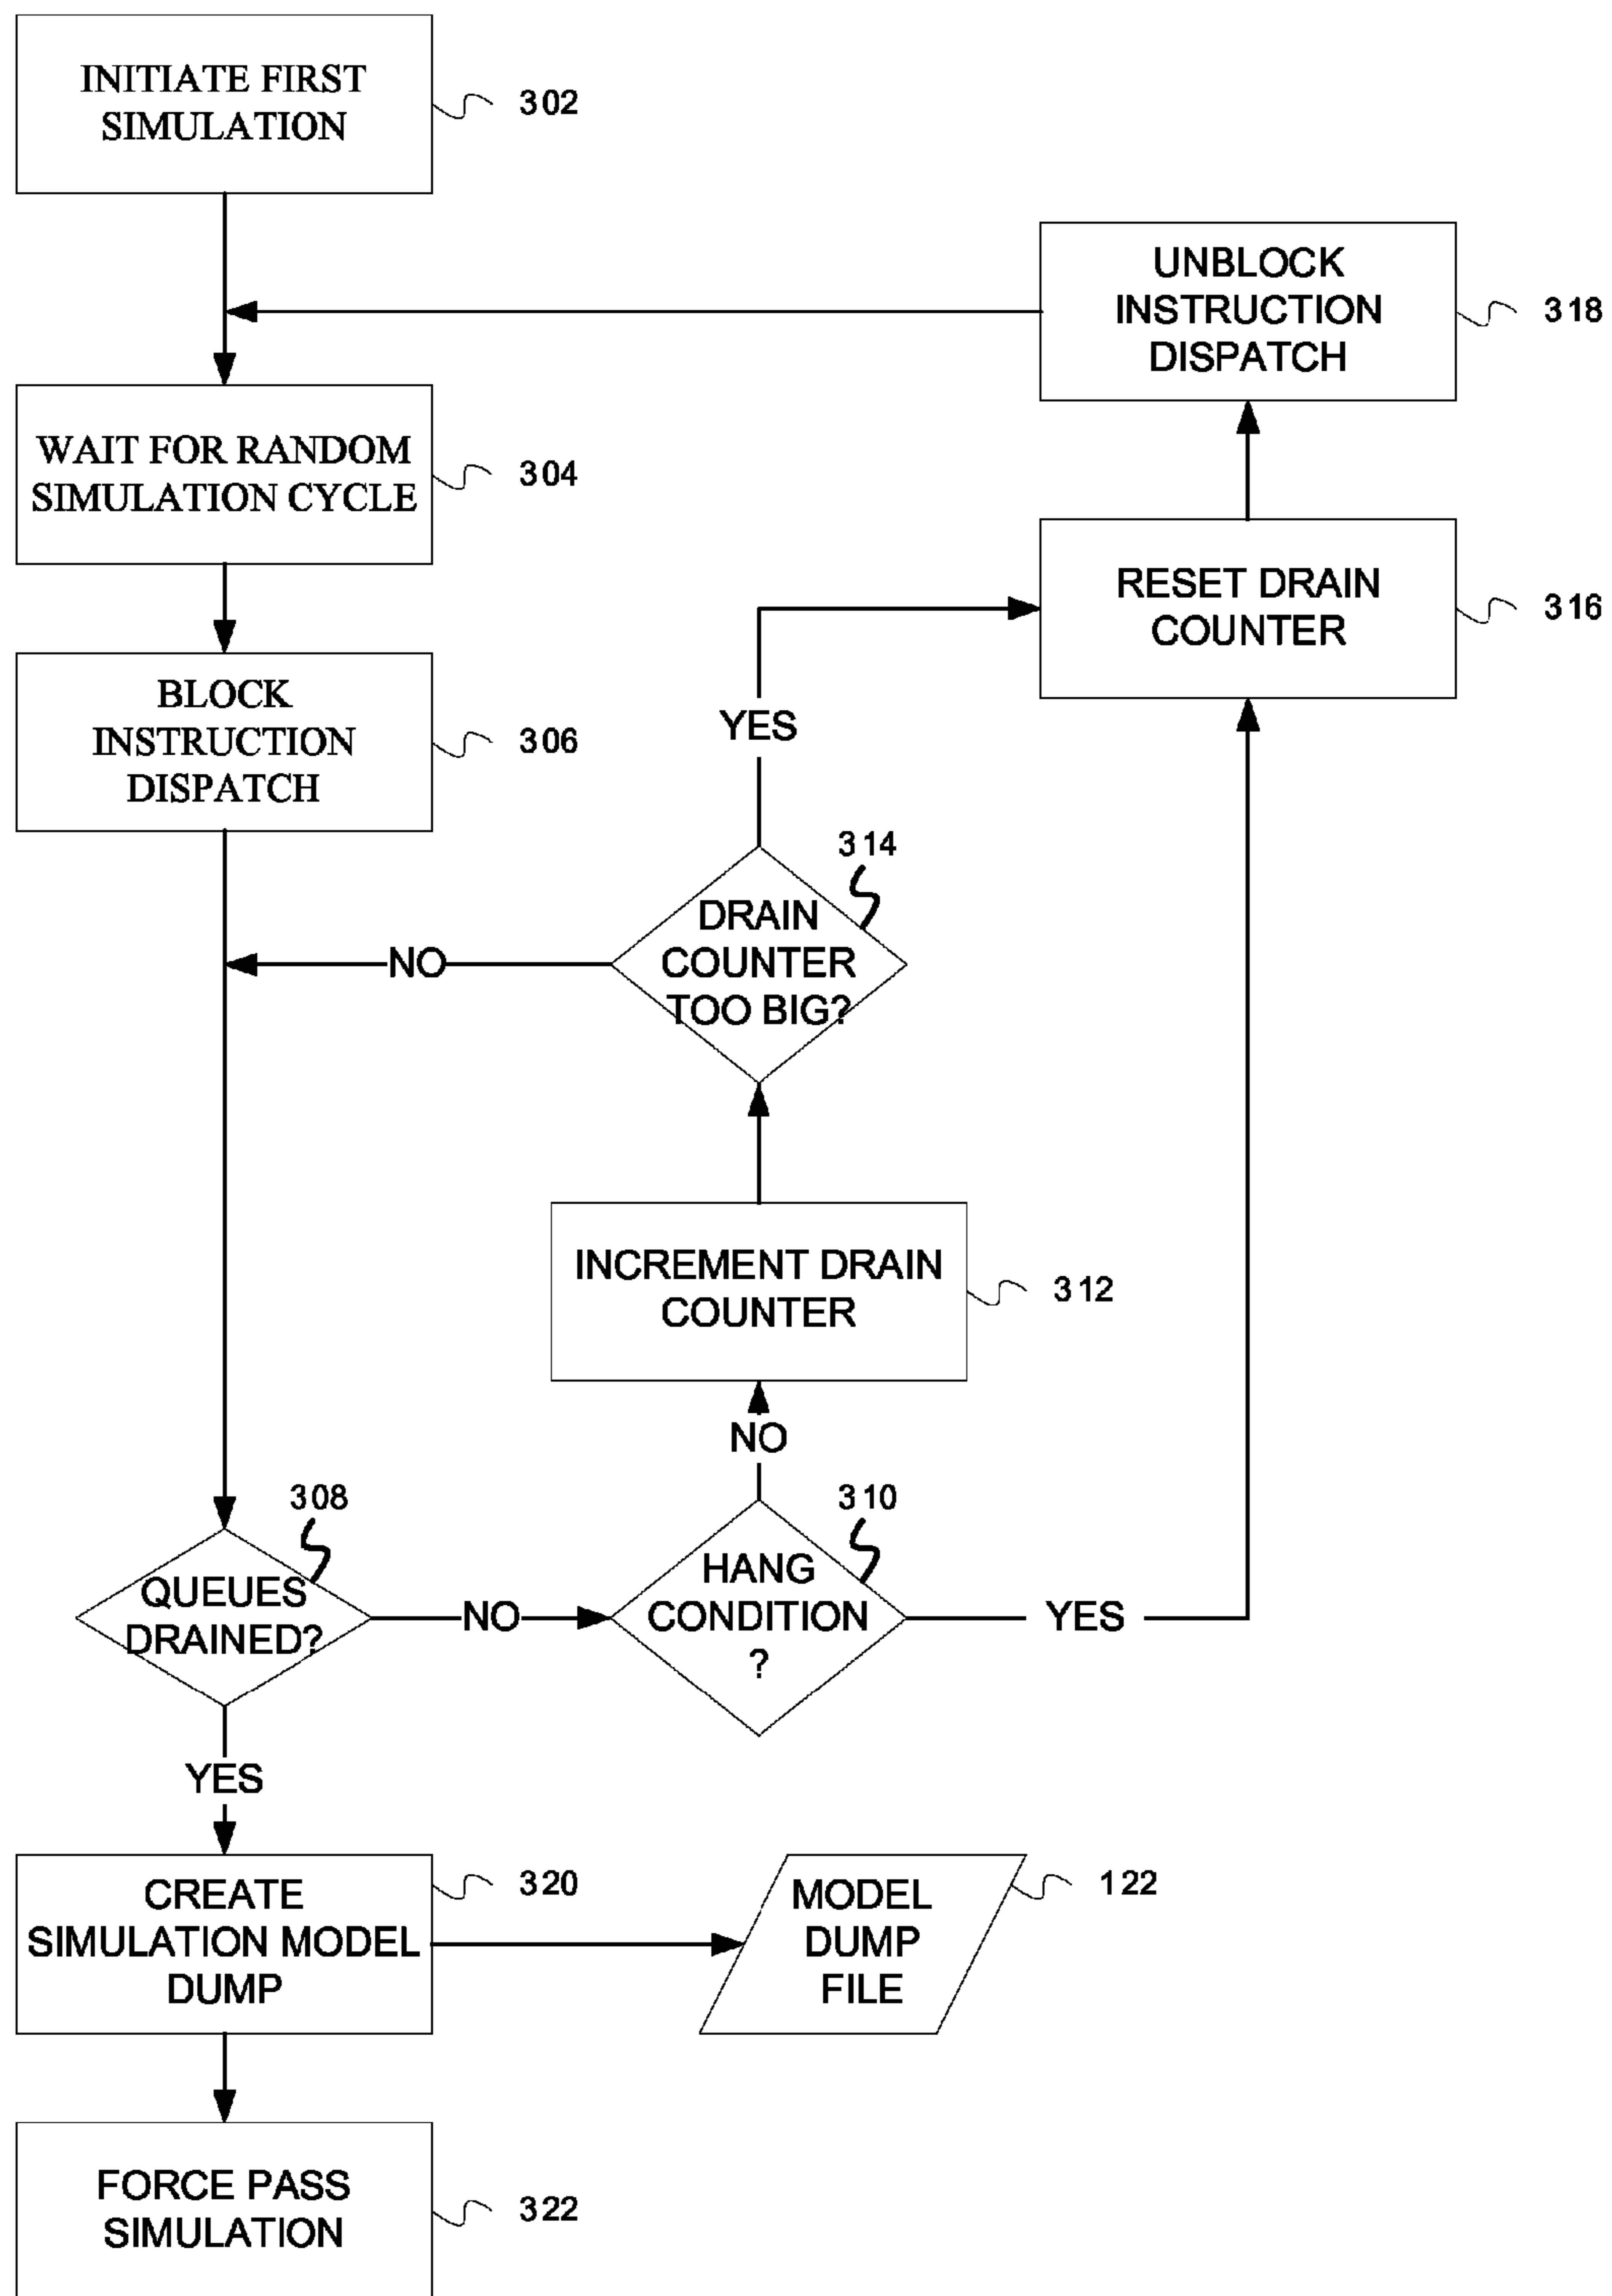 INITIATE FIRST
SIMULATION
302
UNBLOCK
INSTRUCTION
DISPATCH
318
WAIT FOR RANDOM
SIMULATION CYCLE
304
RESET DRAIN
COUNTER
316
BLOCK
INSTRUCTION
DISPATCH
306
YES
314
DRAIN
COUNTER
TOO BIG?
NO
INCREMENT DRAIN
COUNTER
312
NO
308
QUEUES
DRAINED?
NO
310
HANG
CONDITION
?
YES
YES
CREATE
SIMULATION MODEL
DUMP
320
MODEL
DUMP
FILE
122
FORCE PASS
SIMULATION
322